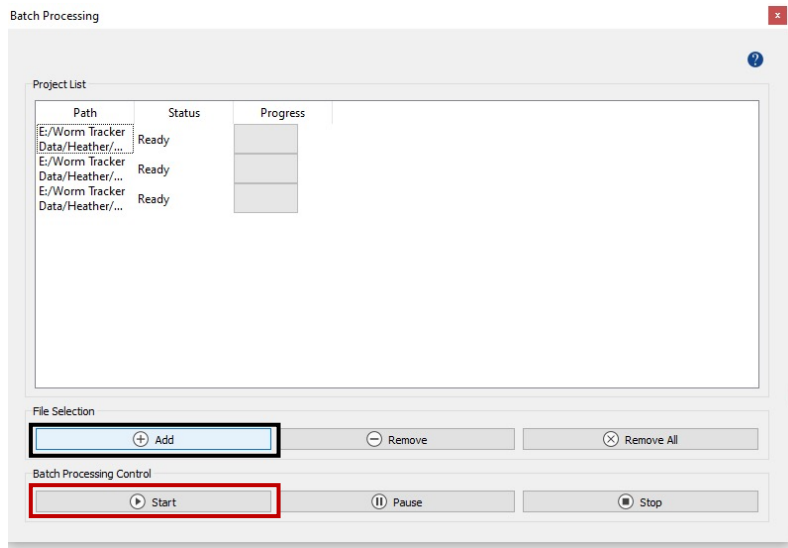 Batch Processing
x
?
Project List
Path Status Progress
E:/Worm Tracker
Data/Heather/... Ready
E:/Worm Tracker
Data/Heather/... Ready
E:/Worm Tracker
Data/Heather/... Ready
File Selection
Add Remove Remove All
Batch Processing Control
Start Pause Stop